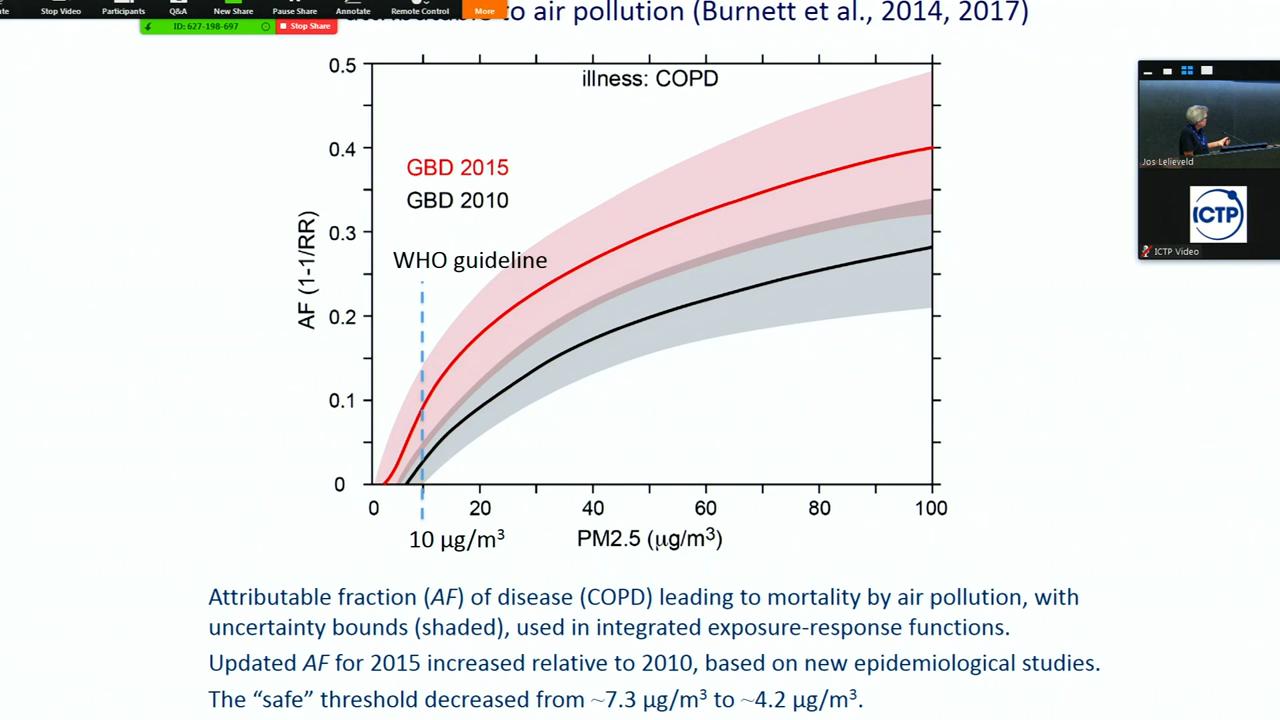 Stop Video Participants Q&A New Share Pause Share Annotate Remote Control More
ID: 627-198-697 Stop Share
to air pollution (Burnett et al., 2014, 2017)
illness: COPD
GBD 2015
GBD 2010
WHO guideline
AF (1-1/RR)
0.5
0.4
0.3
0.2
0.1
0
0 20 40 60 80 100
10 µg/m³ PM2.5 (µg/m³)
Attributable fraction (AF) of disease (COPD) leading to mortality by air pollution, with
uncertainty bounds (shaded), used in integrated exposure-response functions.
Updated AF for 2015 increased relative to 2010, based on new epidemiological studies.
The “safe” threshold decreased from ~7.3 µg/m³ to ~4.2 µg/m³.
Jos Lelieveld
ICTP
ICTP Video